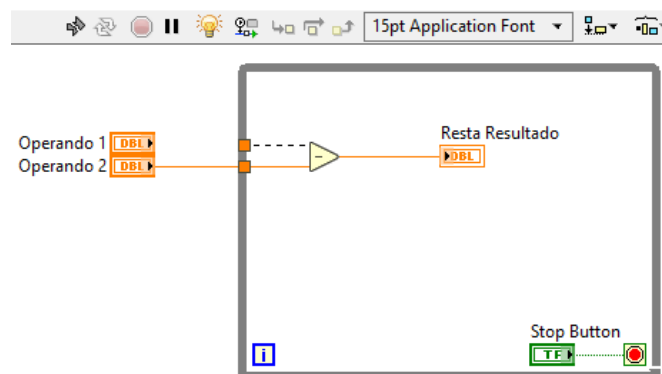 15pt Application Font
Operando 1 DBL
Operando 2 DBL
Resta Resultado
DBL
Stop Button
i
TF